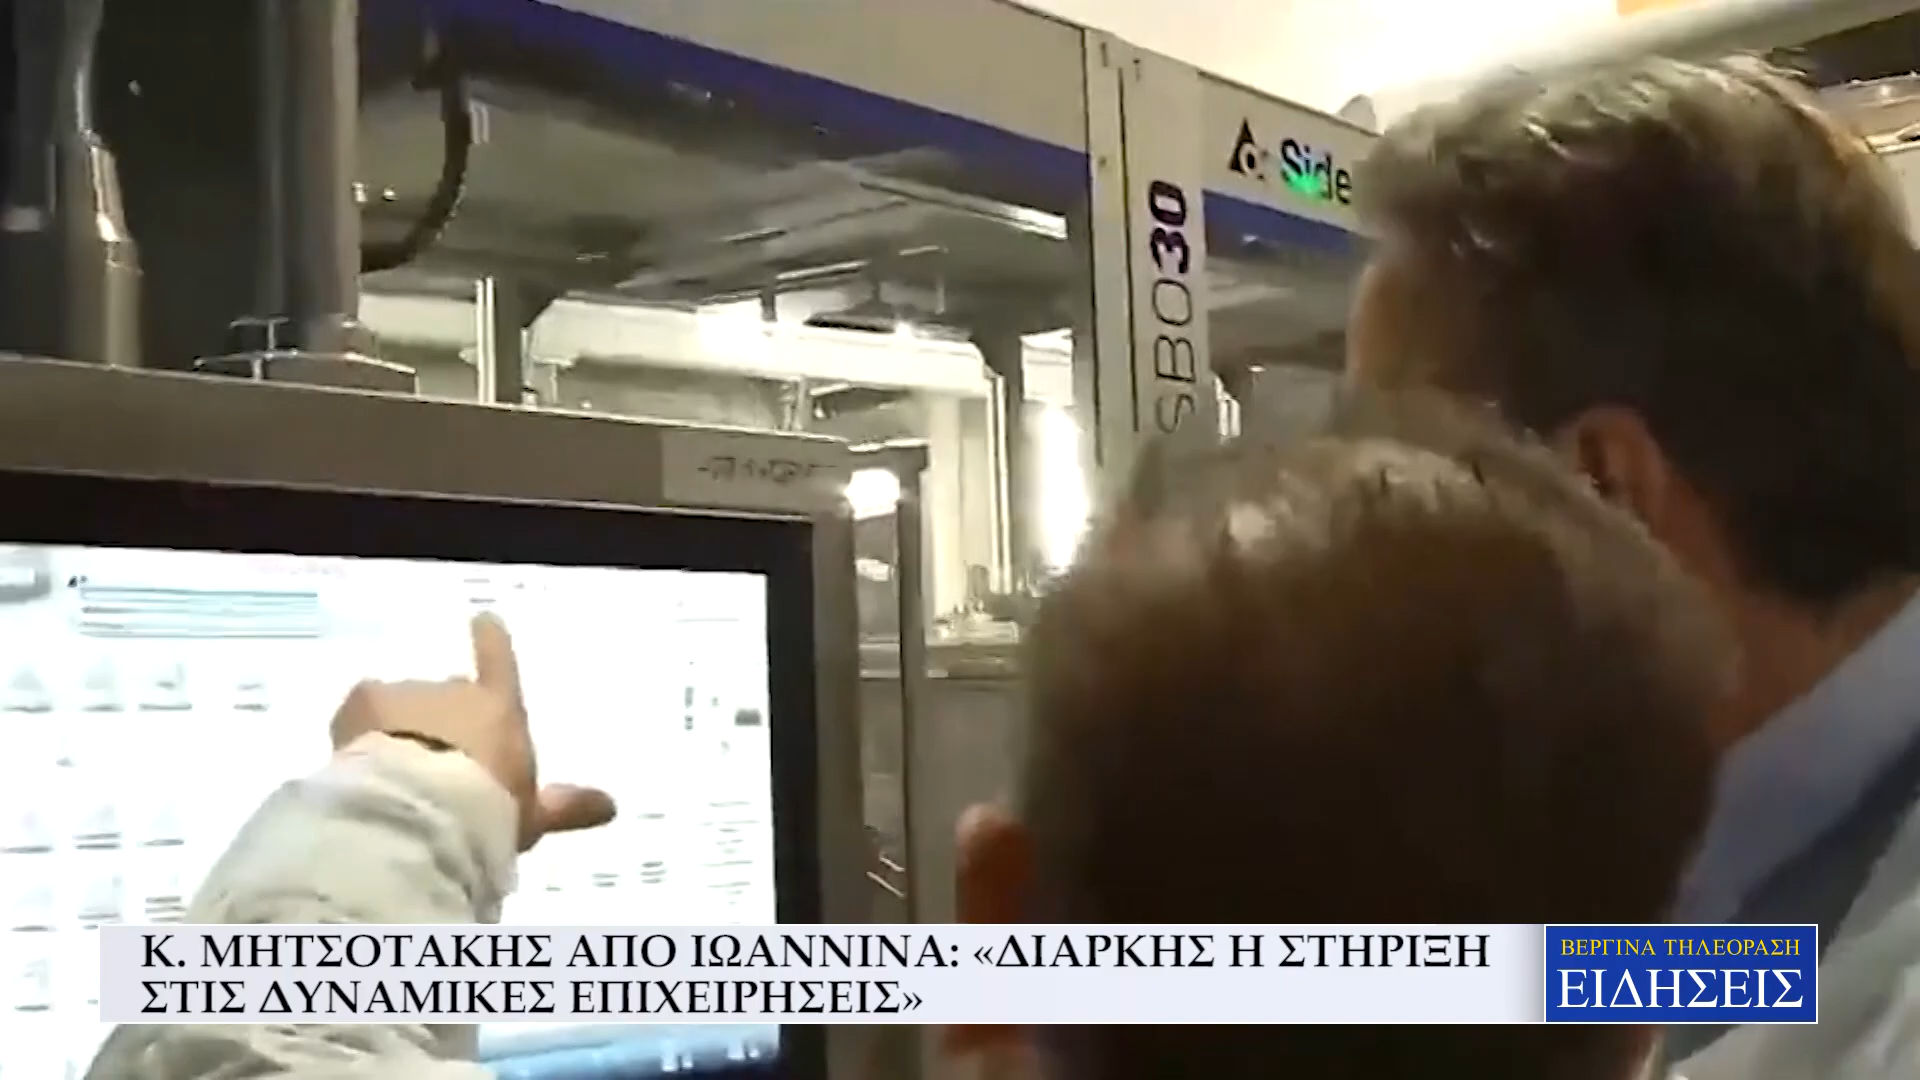 Side
SBO30
Κ. ΜΗΤΣΟΤΑΚΗΣ ΑΠΟ ΙΩΑΝΝΙΝΑ: «ΔΙΑΡΚΗΣ Η ΣΤΗΡΙΞΗ
ΣΤΙΣ ΔΥΝΑΜΙΚΕΣ ΕΠΙΧΕΙΡΗΣΕΙΣ»
ΒΕΡΓΙΝΑ ΤΗΛΕΟΡΑΣΗ
ΕΙΔΗΣΕΙΣ